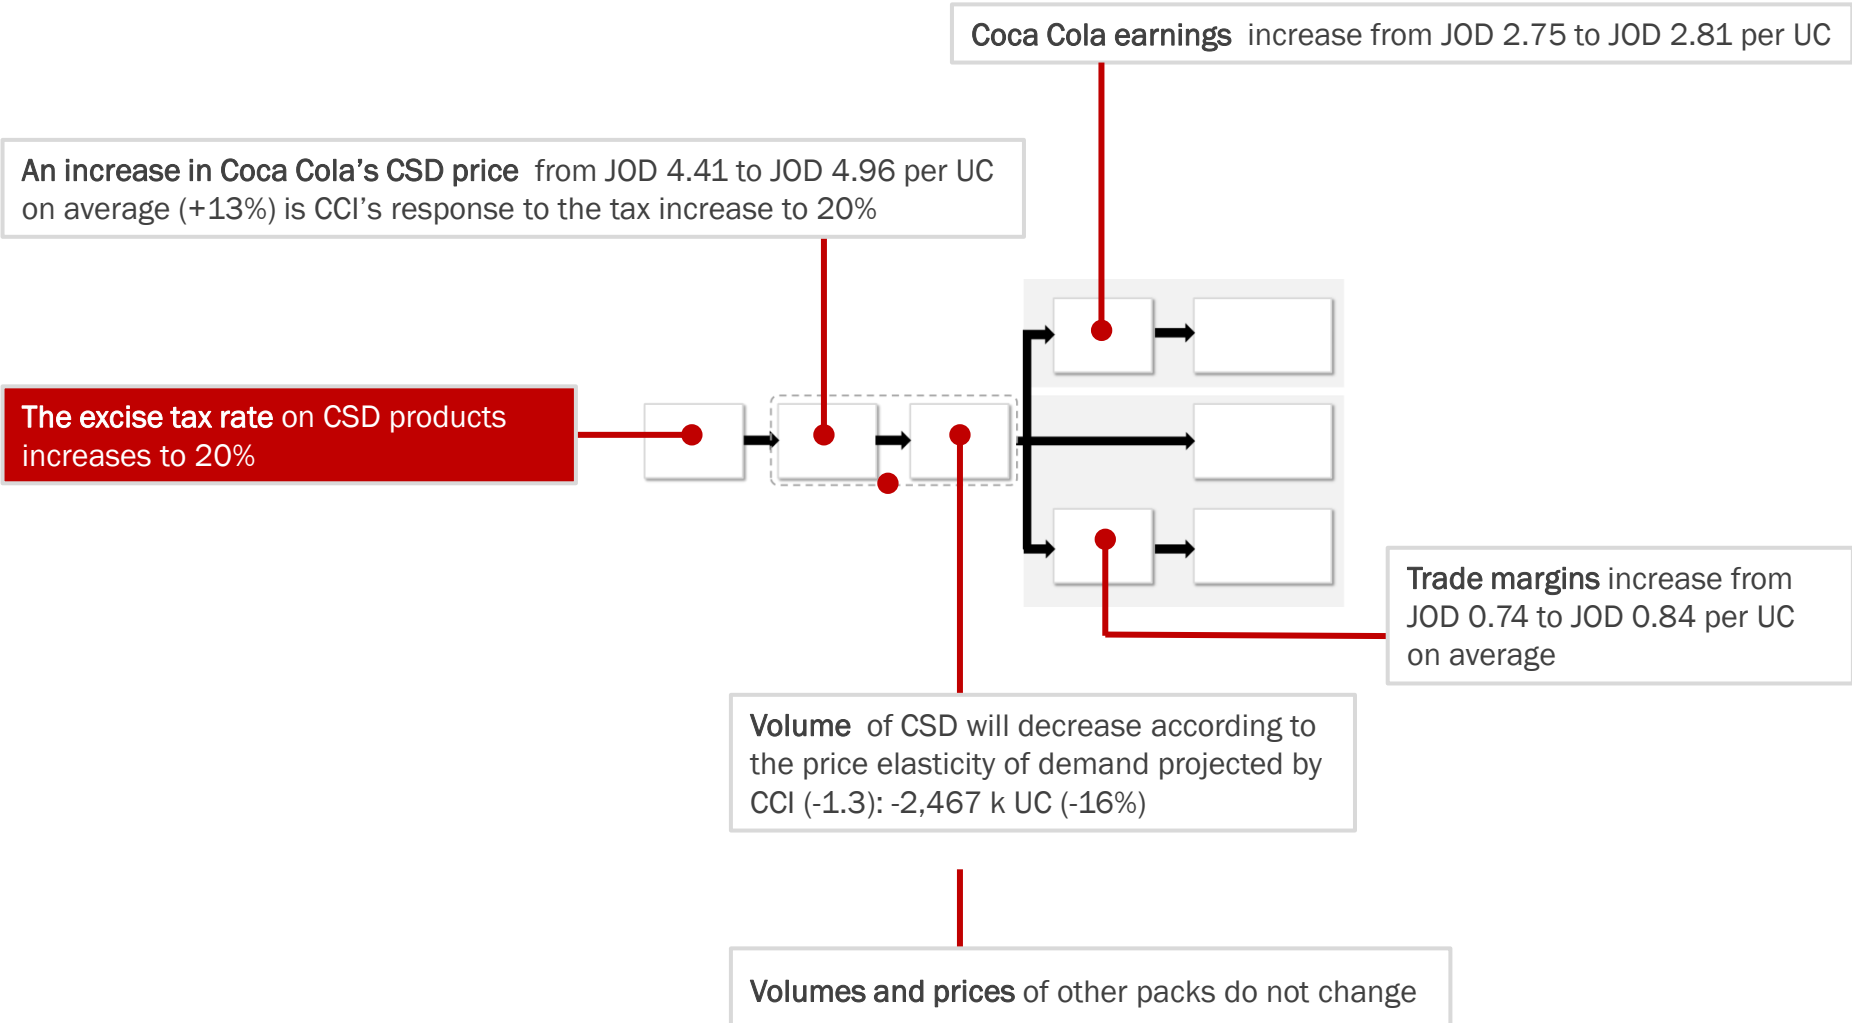 Coca Cola earnings increase from JOD 2.75 to JOD 2.81 per UC
An increase in Coca Cola's CSD price from JOD 4.41 to JOD 4.96 per UC
on average (+13%) is CCI's response to the tax increase to 20%
The excise tax rate on CSD products
increases to 20%
Trade margins increase from
JOD 0.74 to JOD 0.84 per UC
on average
Volume of CSD will decrease according to
the price elasticity of demand projected by
CCI (-1.3): -2,467 k UC (-16%)
Volumes and prices of other packs do not change